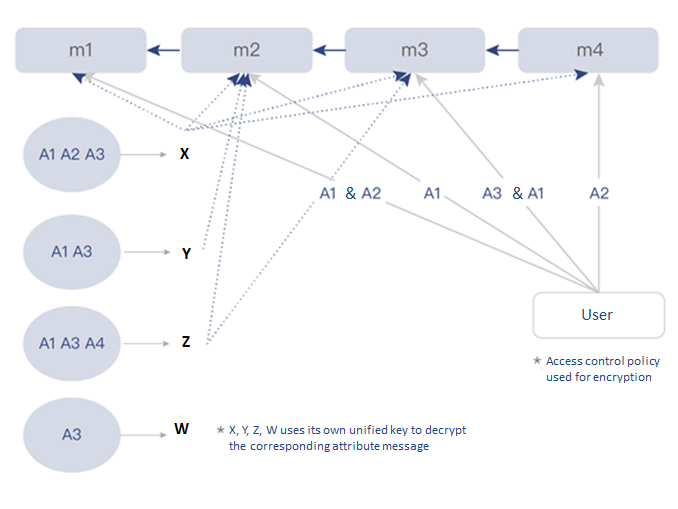 m1 m2 m3 m4
A1 A2 A3 X
A1 & A2 A1 A3 & A1 A2
A1 A3 Y
User
A1 A3 A4 Z
* Access control policy
used for encryption
A3 W
* X, Y, Z, W uses its own unified key to decrypt
the corresponding attribute message